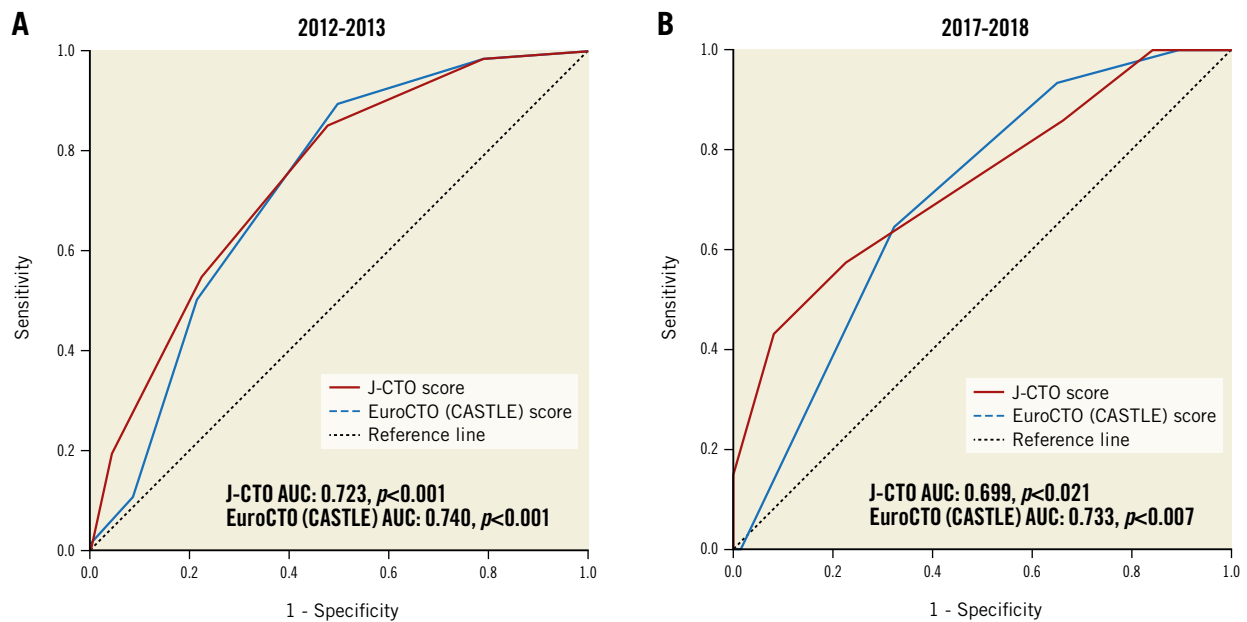 A
2012-2013
1.0
0.8
0.6
0.4
0.2
0.0
Sensitivity
J-CTO score
EuroCTO (CASTLE) score
Reference line
J-CTO AUC: 0.723, p<0.001
EuroCTO (CASTLE) AUC: 0.740, p<0.001
0.0 0.2 0.4 0.6 0.8 1.0
1 - Specificity
B
2017-2018
1.0
0.8
0.6
0.4
0.2
0.0
Sensitivity
J-CTO score
EuroCTO (CASTLE) score
Reference line
J-CTO AUC: 0.699, p<0.021
EuroCTO (CASTLE) AUC: 0.733, p<0.007
0.0 0.2 0.4 0.6 0.8 1.0
1 - Specificity